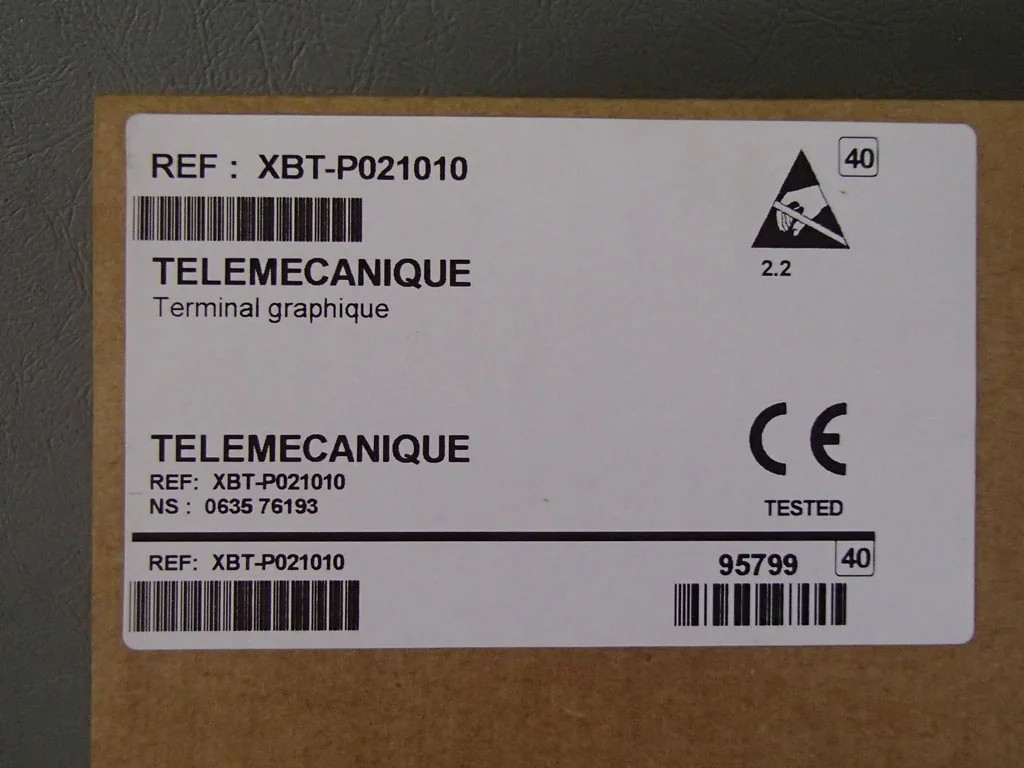 REF : XBT-P021010
40
TELEMECANIQUE
Terminal graphique
2.2
TELEMECANIQUE
REF: XBT-P021010
NS : 0635 76193
CE
TESTED
REF: XBT-P021010
95799
40